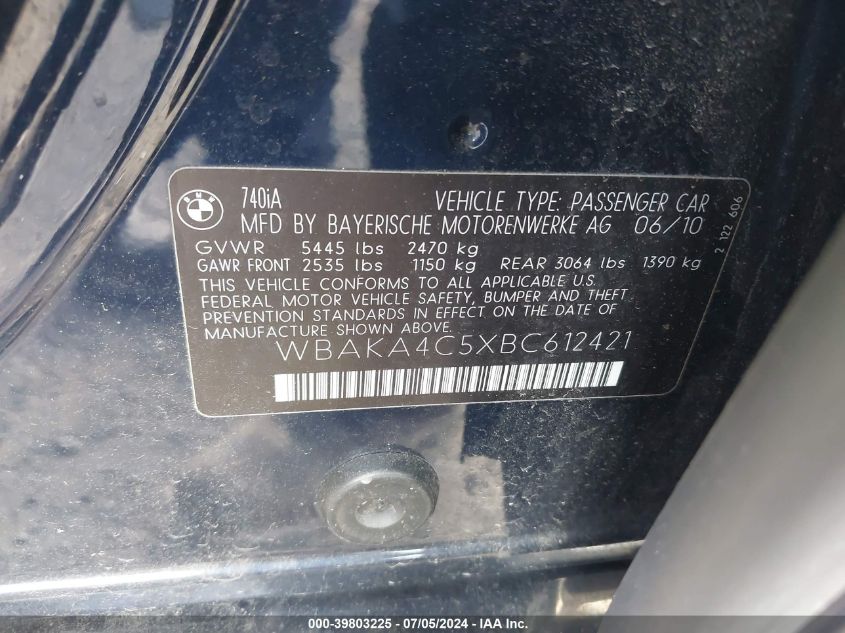 BMW
740iA VEHICLE TYPE: PASSENGER CAR
MFD BY BAYERISCHE MOTORENWERKE AG 06/10
GVWR 5445 lbs 2470 kg
GAWR FRONT 2535 lbs 1150 kg REAR 3064 lbs 1390 kg
THIS VEHICLE CONFORMS TO ALL APPLICABLE U.S.
FEDERAL MOTOR VEHICLE SAFETY, BUMPER AND THEFT
PREVENTION STANDARDS IN EFFECT ON THE DATE OF
MANUFACTURE SHOWN ABOVE.
WBAKA4C5XBC612421
2 122 606
000-39803225 - 07/05/2024 - IAA Inc.